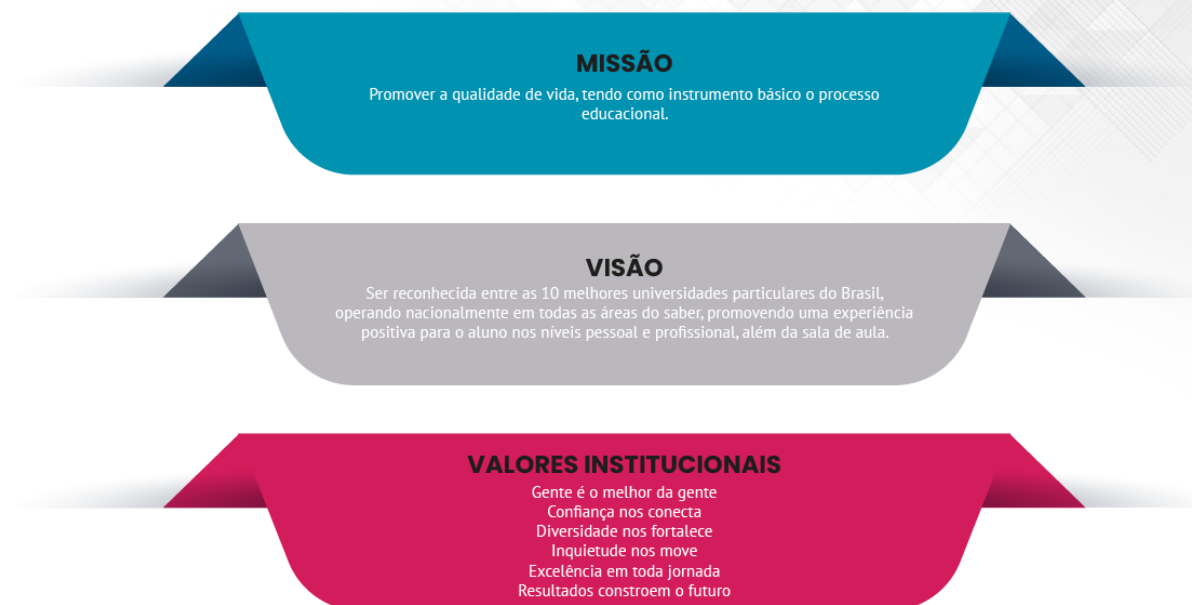 MISSÃO
Promover a qualidade de vida, tendo como instrumento básico o processo
educacional.
VISÃO
Ser reconhecida entre as 10 melhores universidades particulares do Brasil,
operando nacionalmente em todas as áreas do saber, promovendo uma experiência
positiva para o aluno nos níveis pessoal e profissional, além da sala de aula.
VALORES INSTITUCIONAIS
Gente é o melhor da gente
Confiança nos conecta
Diversidade nos fortalece
Inquietude nos move
Excelência em toda jornada
Resultados constroem o futuro